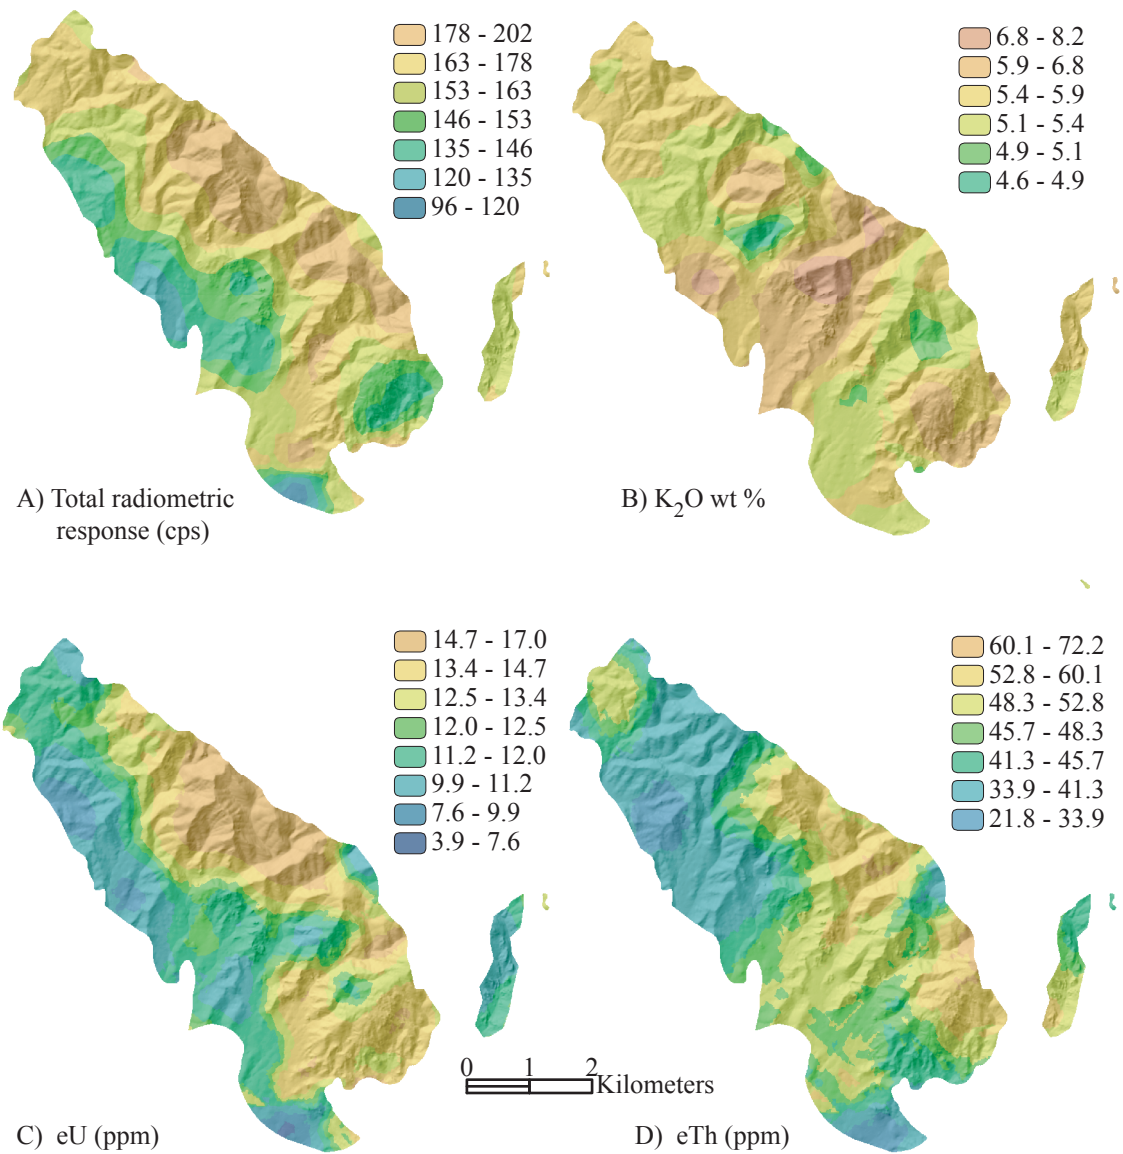 178 - 202
163 - 178
153 - 163
146 - 153
135 - 146
120 - 135
96 - 120
A) Total radiometric
response (cps)
6.8 - 8.2
5.9 - 6.8
5.4 - 5.9
5.1 - 5.4
4.9 - 5.1
4.6 - 4.9
B) K2O wt %
14.7 - 17.0
13.4 - 14.7
12.5 - 13.4
12.0 - 12.5
11.2 - 12.0
9.9 - 11.2
7.6 - 9.9
3.9 - 7.6
C) eU (ppm)
0 1 2
Kilometers
60.1 - 72.2
52.8 - 60.1
48.3 - 52.8
45.7 - 48.3
41.3 - 45.7
33.9 - 41.3
21.8 - 33.9
D) eTh (ppm)